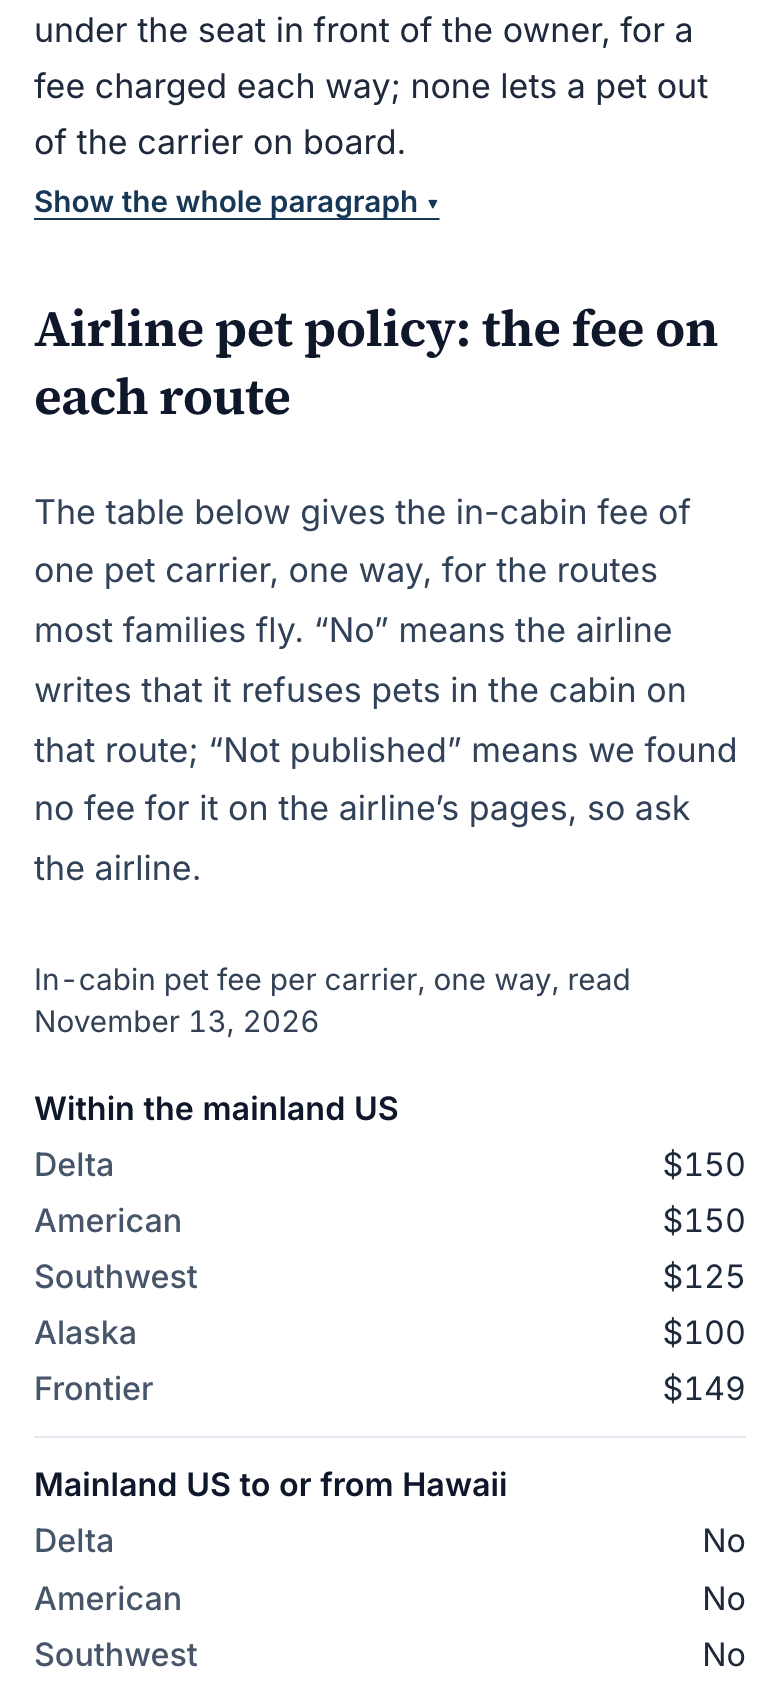 under the seat in front of the owner, for a
fee charged each way; none lets a pet out
of the carrier on board.
Show the whole paragraph ▾
Airline pet policy: the fee on
each route
The table below gives the in-cabin fee of
one pet carrier, one way, for the routes
most families fly. “No” means the airline
writes that it refuses pets in the cabin on
that route; “Not published” means we found
no fee for it on the airline’s pages, so ask
the airline.
In-cabin pet fee per carrier, one way, read
November 13, 2026
Within the mainland US
Delta $150
American $150
Southwest $125
Alaska $100
Frontier $149
Mainland US to or from Hawaii
Delta No
American No
Southwest No